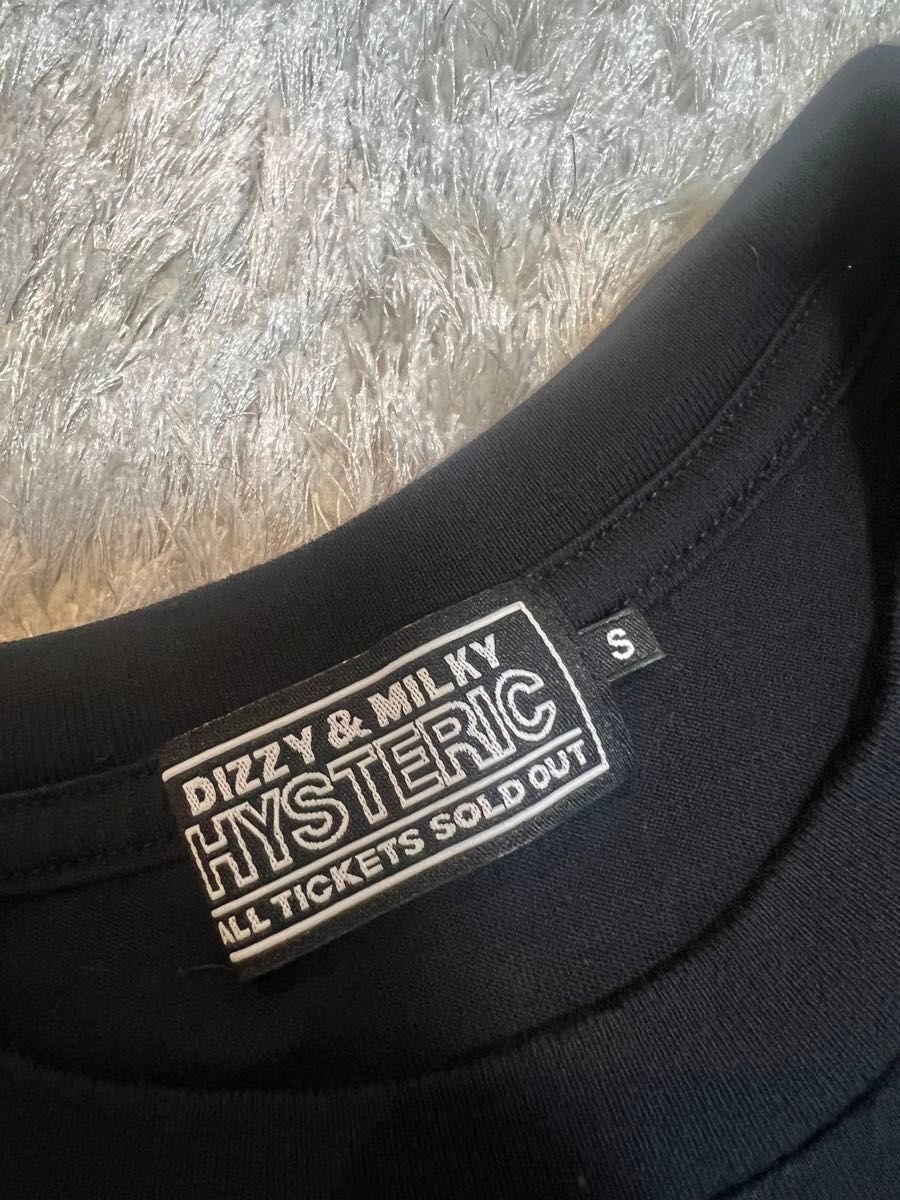 DIZZY & MILKY
HYSTERIC
ALL TICKETS SOLD OUT
S